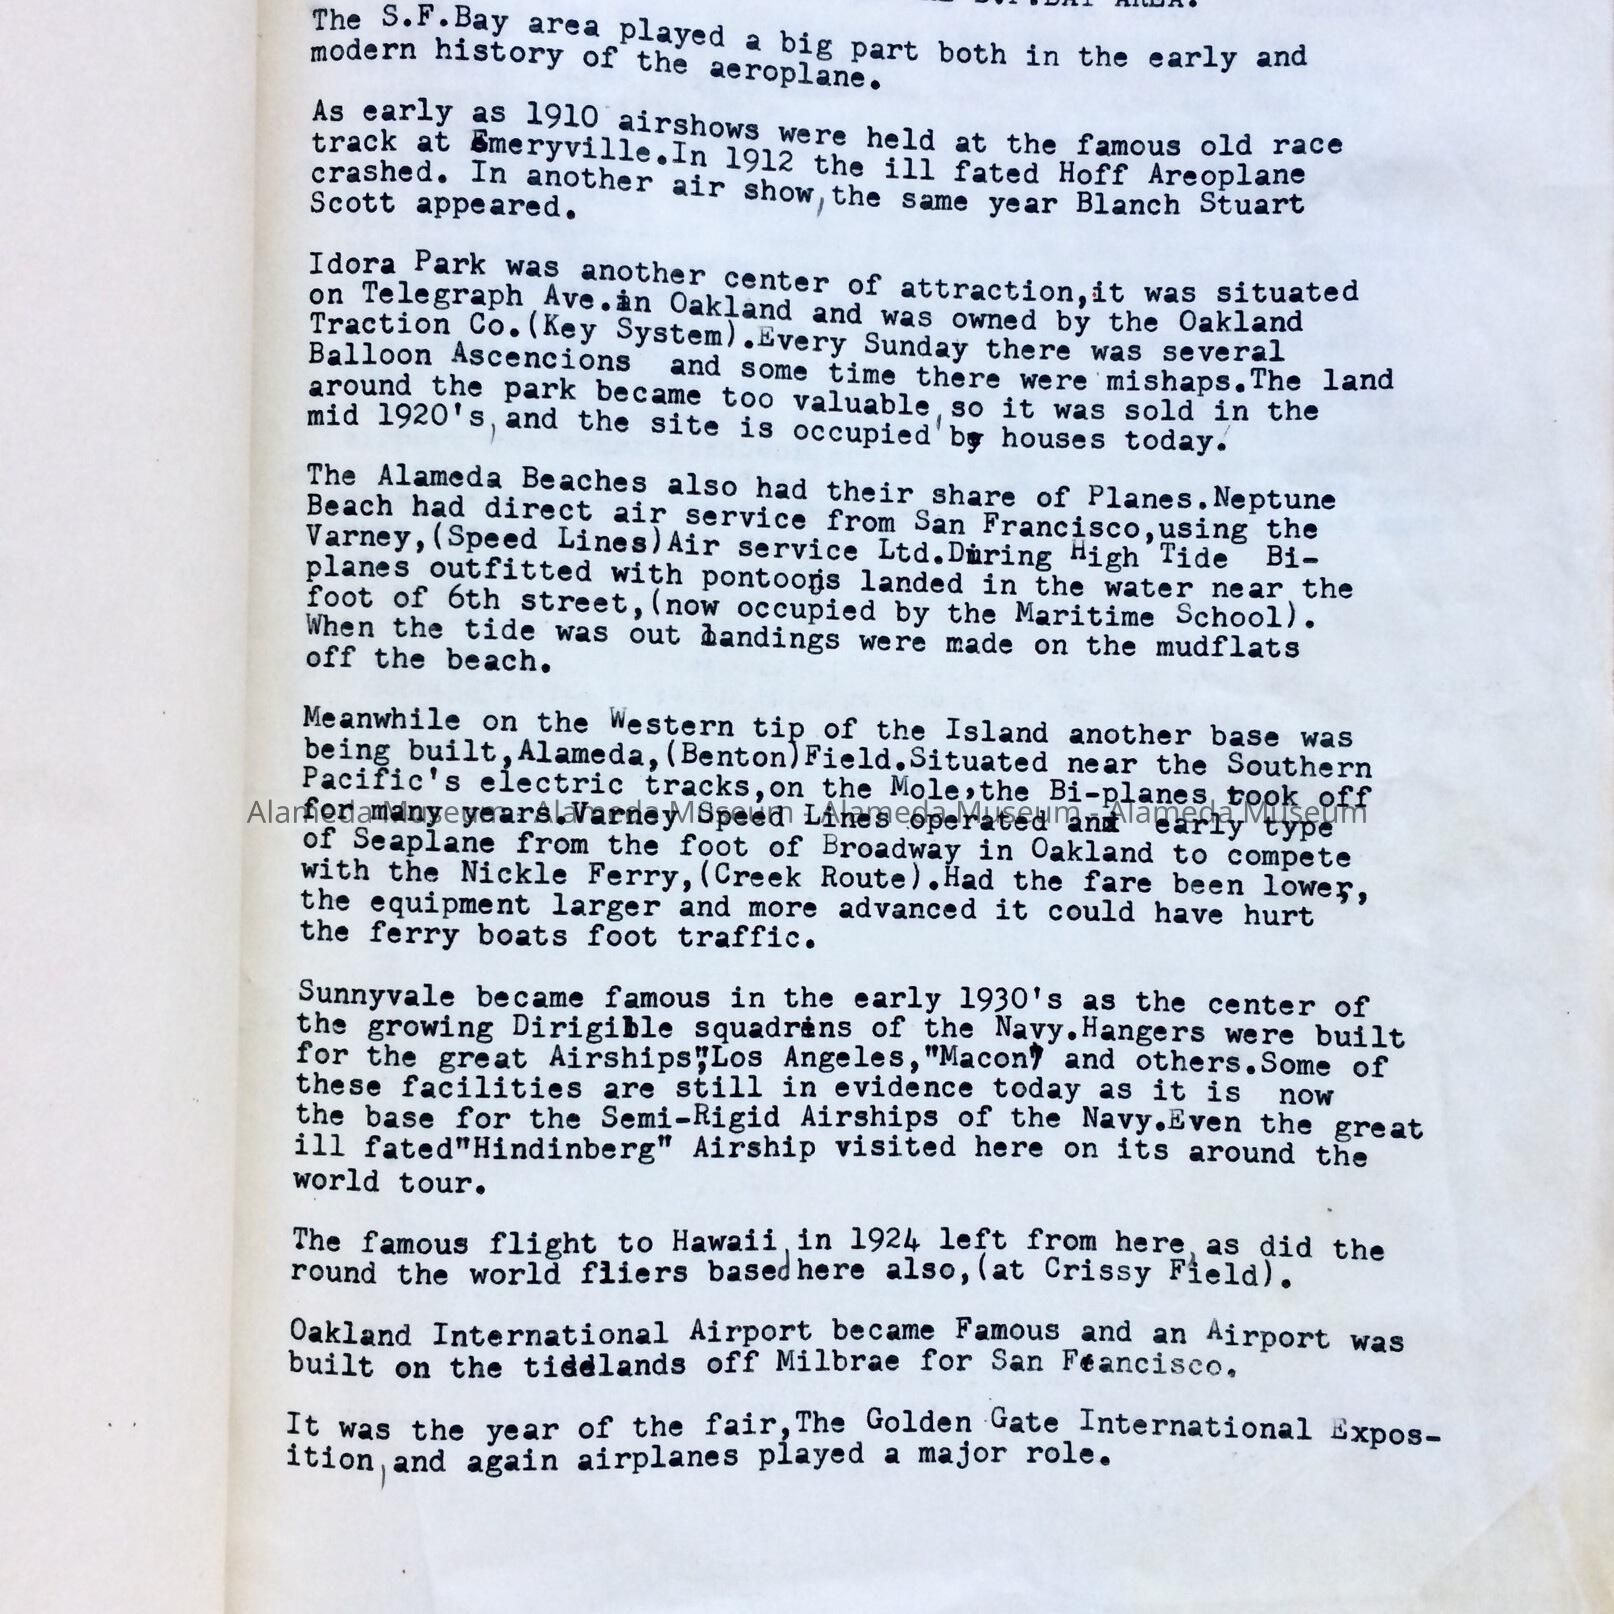 S.F.BAY AREA.
The S.F.Bay area played a big part both in the early and
modern history of the aeroplane.
As early as 1910 airshows were held at the famous old race
track at Emeryville.In 1912 the ill fated Hoff Areoplane
crashed. In another air show,the same year Blanch Stuart
Scott appeared.
Idora Park was another center of attraction,it was situated
on Telegraph Ave.in Oakland and was owned by the Oakland
Traction Co.(Key System).Every Sunday there was several
Balloon Ascencions and some time there were mishaps.The land
around the park became too valuable,so it was sold in the
mid 1920's,and the site is occupied by houses today.
The Alameda Beaches also had their share of Planes.Neptune
Beach had direct air service from San Francisco,using the
Varney,(Speed Lines)Air service Ltd.During High Tide Bi-
planes outfitted with pontoons landed in the water near the
foot of 6th street,(now occupied by the Maritime School).
When the tide was out landings were made on the mudflats
off the beach.
Meanwhile on the Western tip of the Island another base was
being built,Alameda,(Benton)Field.Situated near the Southern
Pacific's electric tracks,on the Mole,the Bi-planes took off
for many years.Varney Speed Lines operated an early type
Alameda Museum - Alameda Museum - Alameda Museum - Alameda Museum
of Seaplane from the foot of Broadway in Oakland to compete
with the Nickle Ferry,(Creek Route).Had the fare been lower,
the equipment larger and more advanced it could have hurt
the ferry boats foot traffic.
Sunnyvale became famous in the early 1930's as the center of
the growing Dirigible squadrins of the Navy.Hangers were built
for the great Airships",Los Angeles,"Macon" and others.Some of
these facilities are still in evidence today as it is now
the base for the Semi-Rigid Airships of the Navy.Even the great
ill fated"Hindinberg" Airship visited here on its around the
world tour.
The famous flight to Hawaii,in 1924 left from here,as did the
round the world fliers based here also,(at Crissy Field).
Oakland International Airport became Famous and an Airport was
built on the tiddlands off Milbrae for San Francisco.
It was the year of the fair,The Golden Gate International Expos-
ition,and again airplanes played a major role.